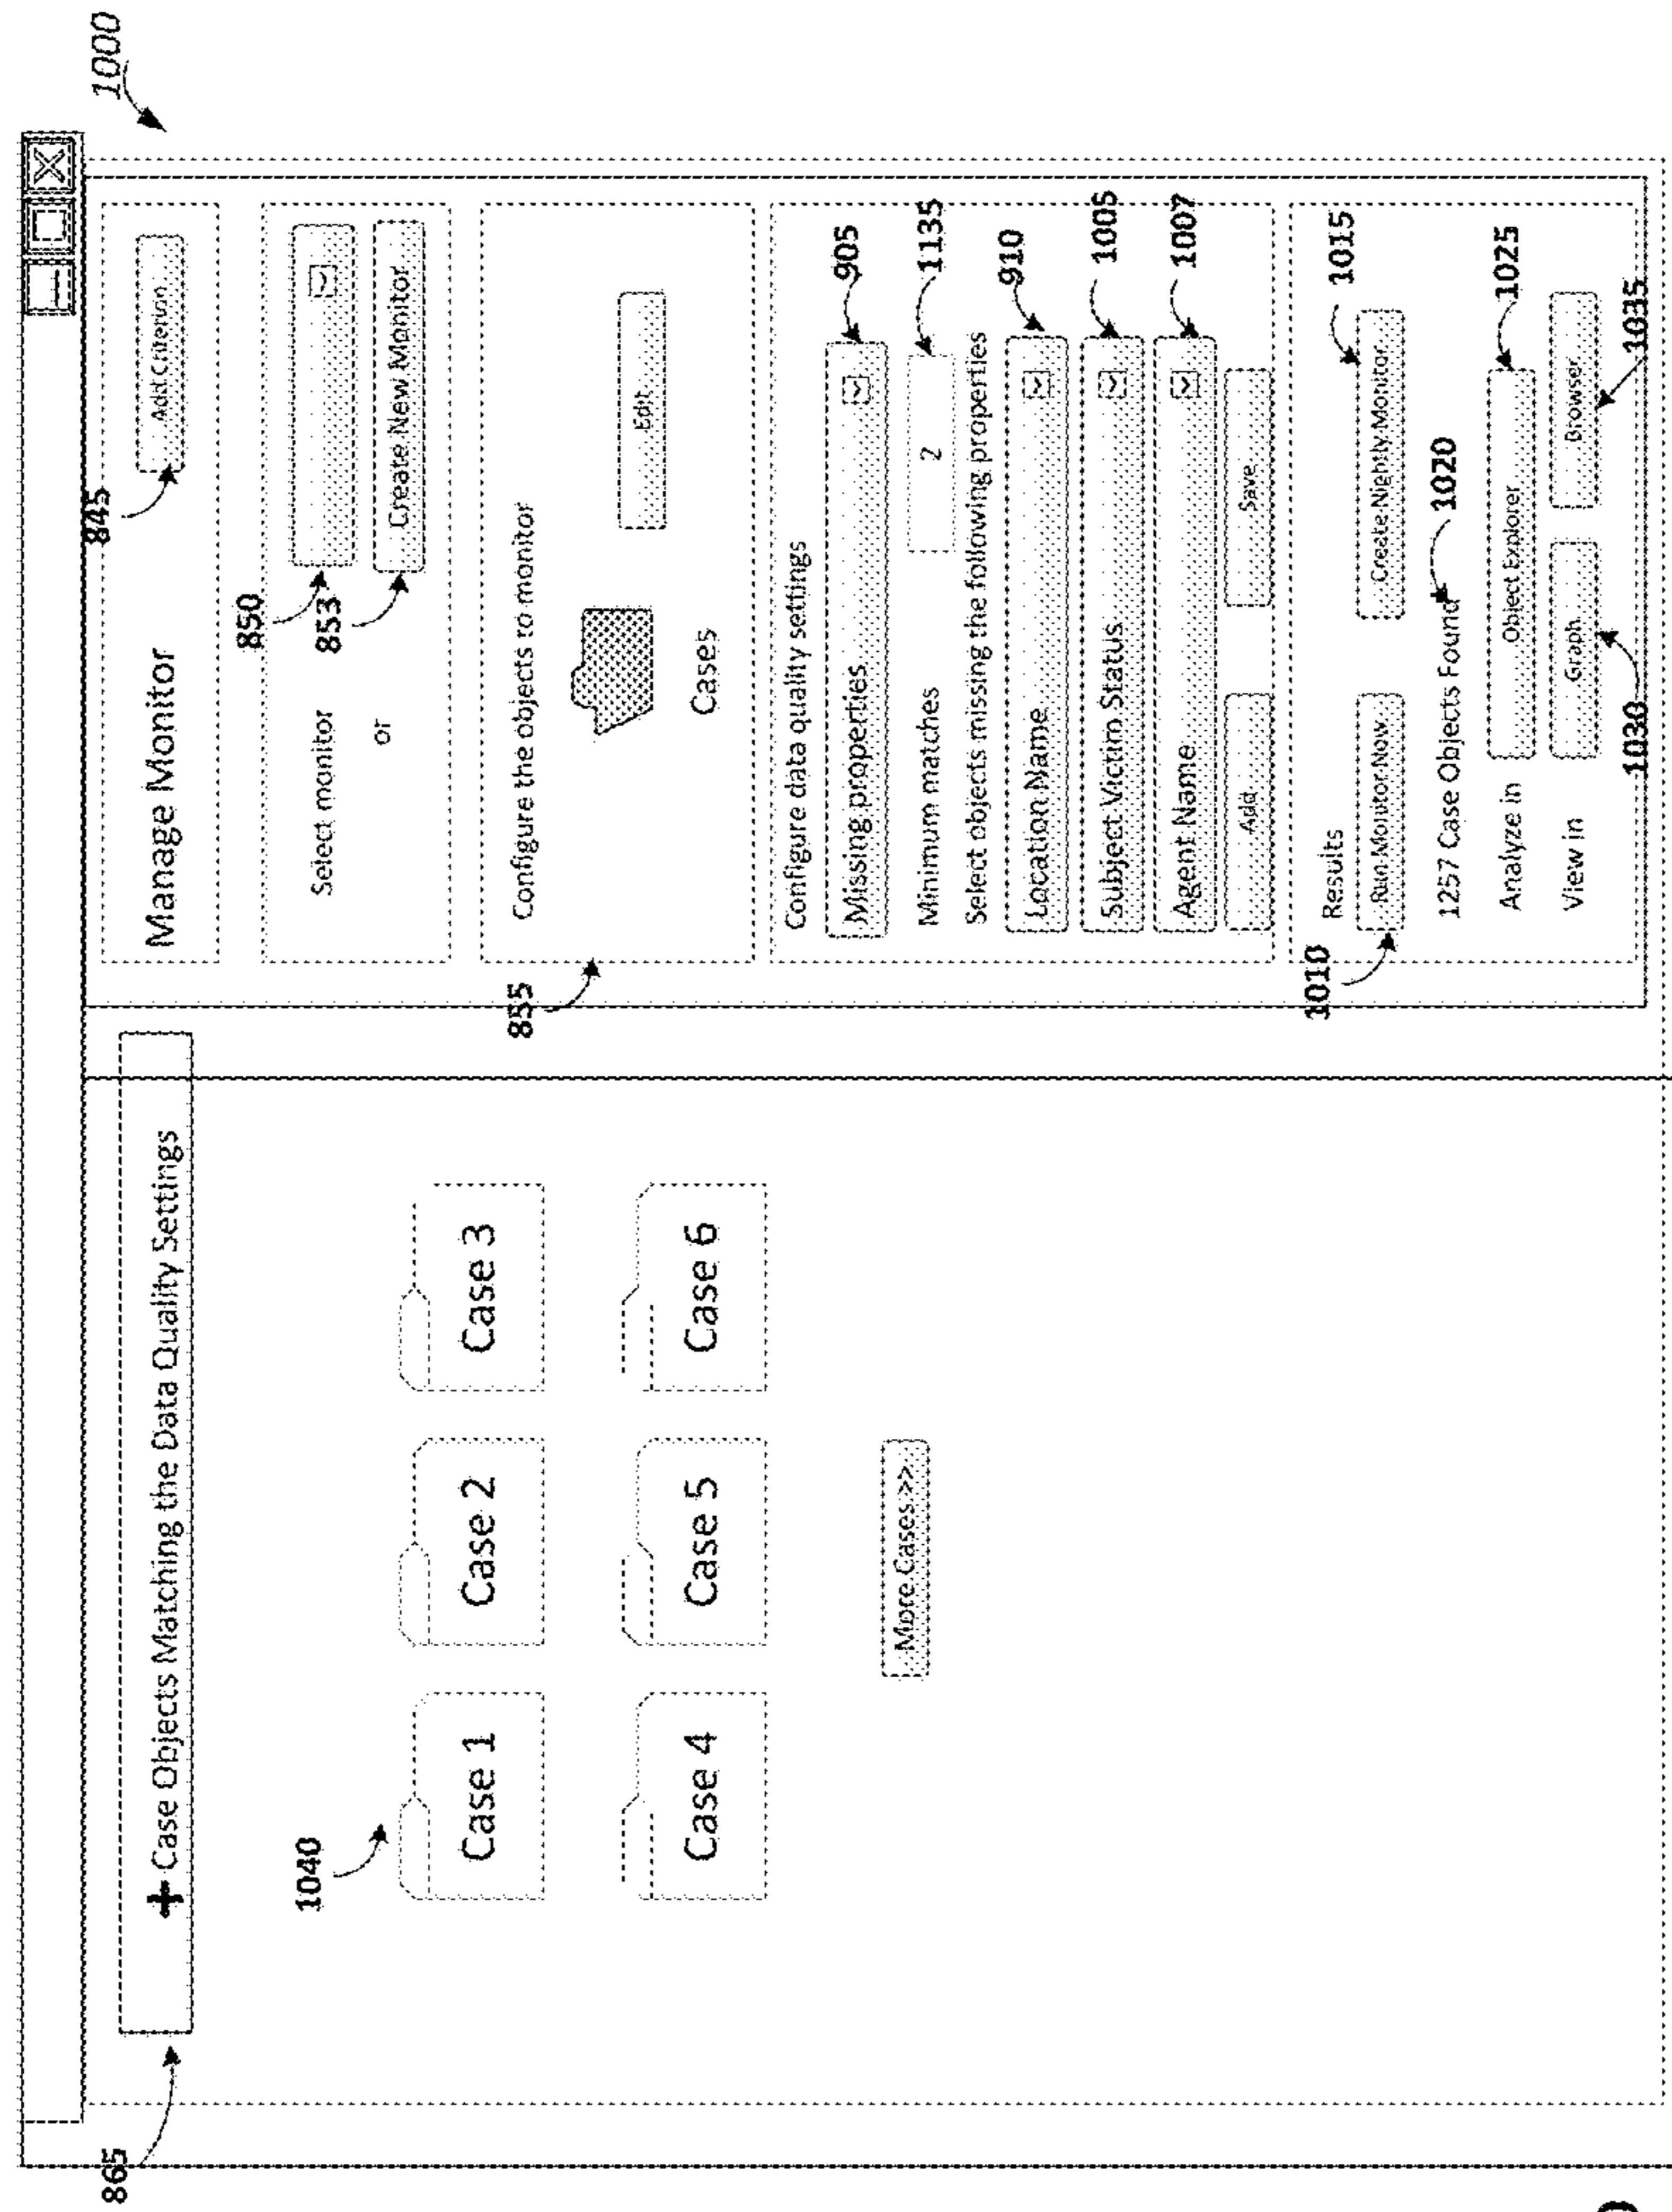 1000
865
+ Case Objects Matching the Data Quality Settings
1040
Case 1
Case 2
Case 3
Case 4
Case 5
Case 6
More Cases >>
Manage Monitor
845
Add Criterion
850
Select monitor
853
or
Create New Monitor
855
Configure the objects to monitor
Cases
Edit
Configure data quality settings
Missing properties
905
Minimum matches
2
1135
Select objects missing the following properties
Location Name
910
Subject Victim Status
1005
Agent Name
1007
Add
Save
Results
1010
Run Monitor Now
Create Nightly Monitor
1015
1257 Case Objects Found
1020
Analyze in
Object Explorer
1025
View in
Graph
Browser
1030
1035